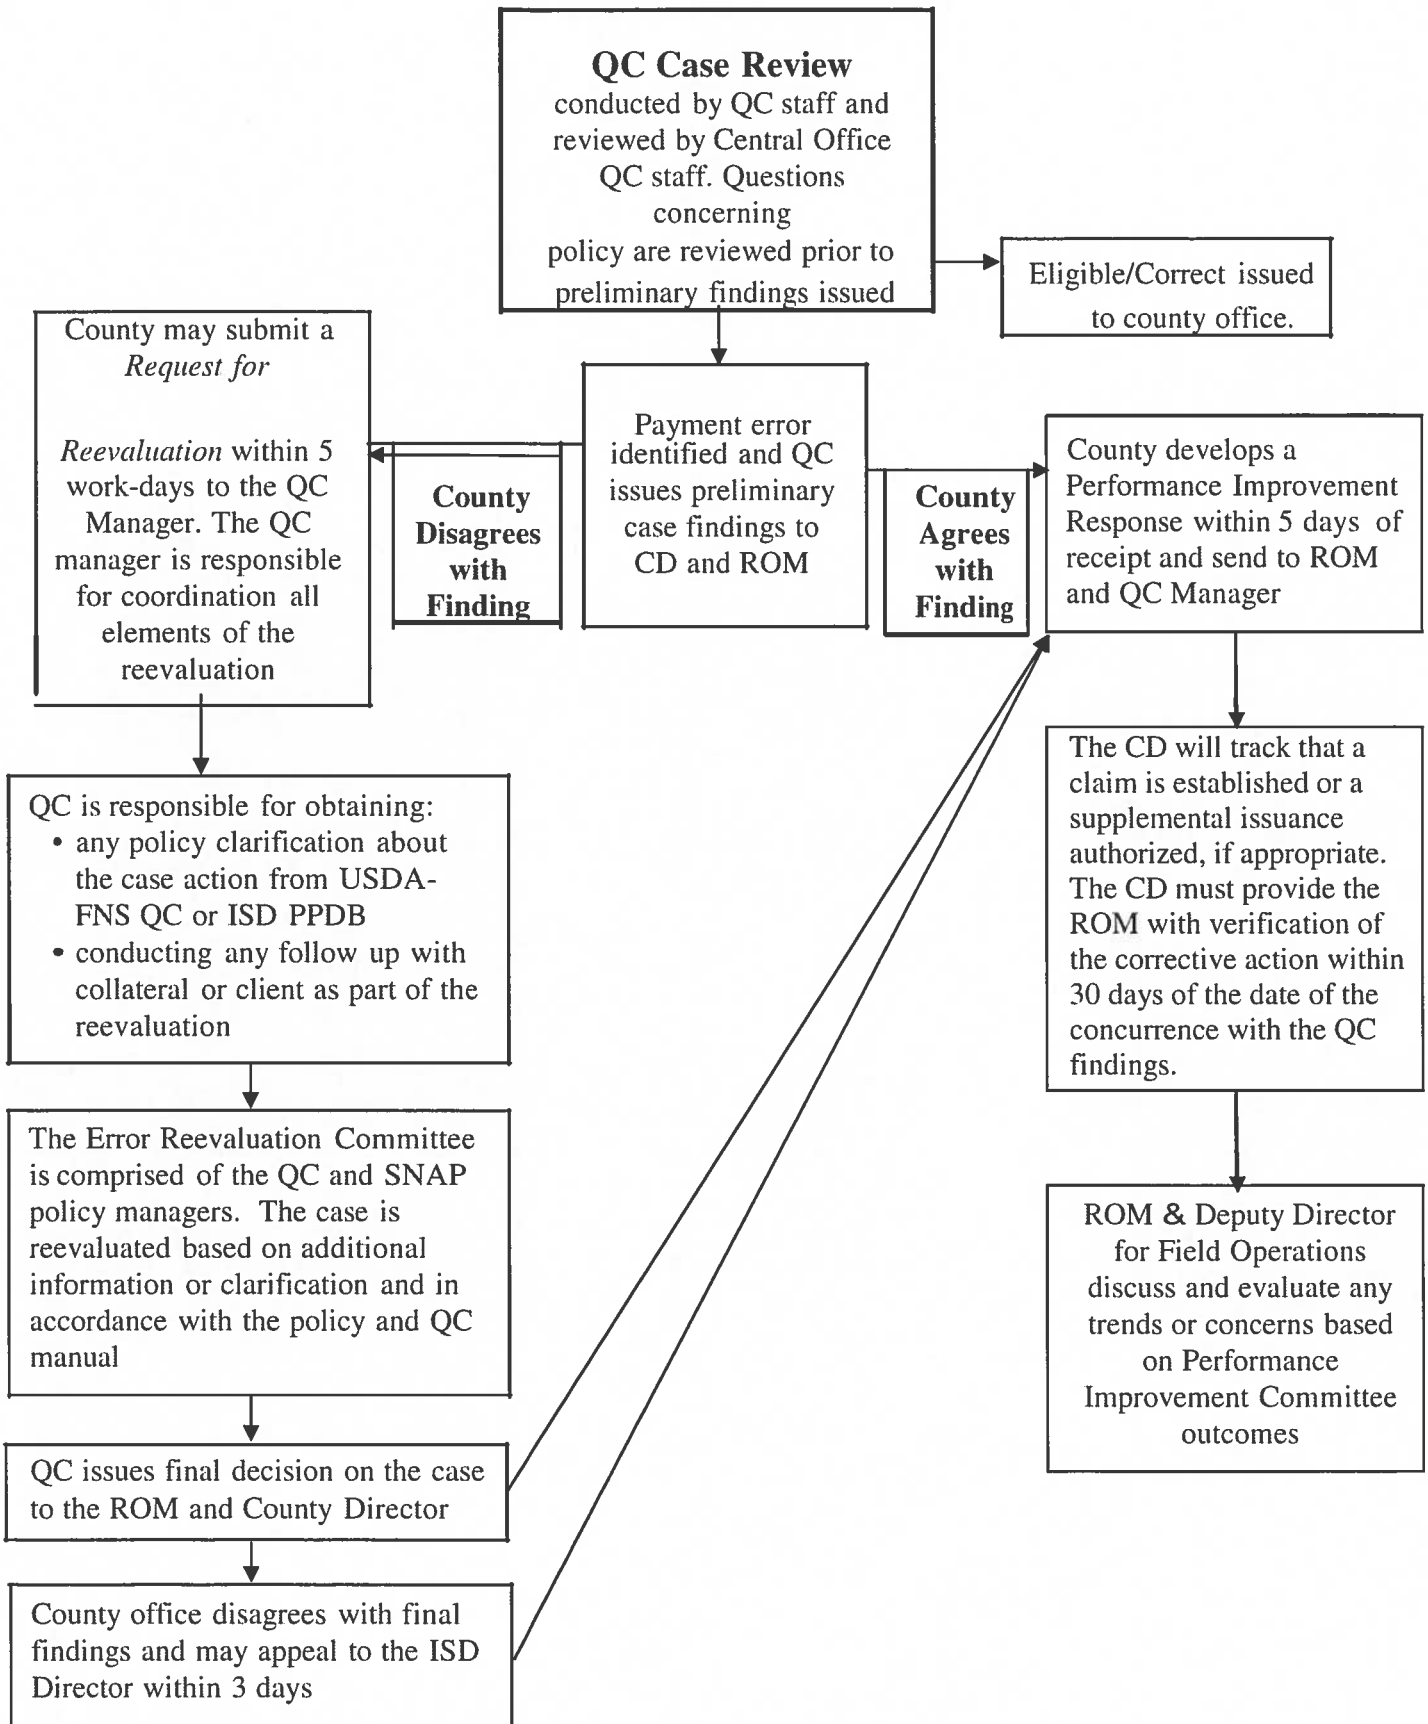 QC Case Review
conducted by QC staff and
reviewed by Central Office
QC staff. Questions
concerning
policy are reviewed prior to
preliminary findings issued
Eligible/Correct issued
to county office.
County may submit a
Request for
Reevaluation within 5
work-days to the QC
Manager. The QC
manager is responsible
for coordination all
elements of the
reevaluation
County
Disagrees
with
Finding
Payment error
identified and QC
issues preliminary
case findings to
CD and ROM
County
Agrees
with
Finding
County develops a
Performance Improvement
Response within 5 days of
receipt and send to ROM
and QC Manager
QC is responsible for obtaining:
• any policy clarification about
the case action from USDA-
FNS QC or ISD PPDB
• conducting any follow up with
collateral or client as part of the
reevaluation
The CD will track that a
claim is established or a
supplemental issuance
authorized, if appropriate.
The CD must provide the
ROM with verification of
the corrective action within
30 days of the date of the
concurrence with the QC
findings.
The Error Reevaluation Committee
is comprised of the QC and SNAP
policy managers. The case is
reevaluated based on additional
information or clarification and in
accordance with the policy and QC
manual
ROM & Deputy Director
for Field Operations
discuss and evaluate any
trends or concerns based
on Performance
Improvement Committee
outcomes
QC issues final decision on the case
to the ROM and County Director
County office disagrees with final
findings and may appeal to the ISD
Director within 3 days